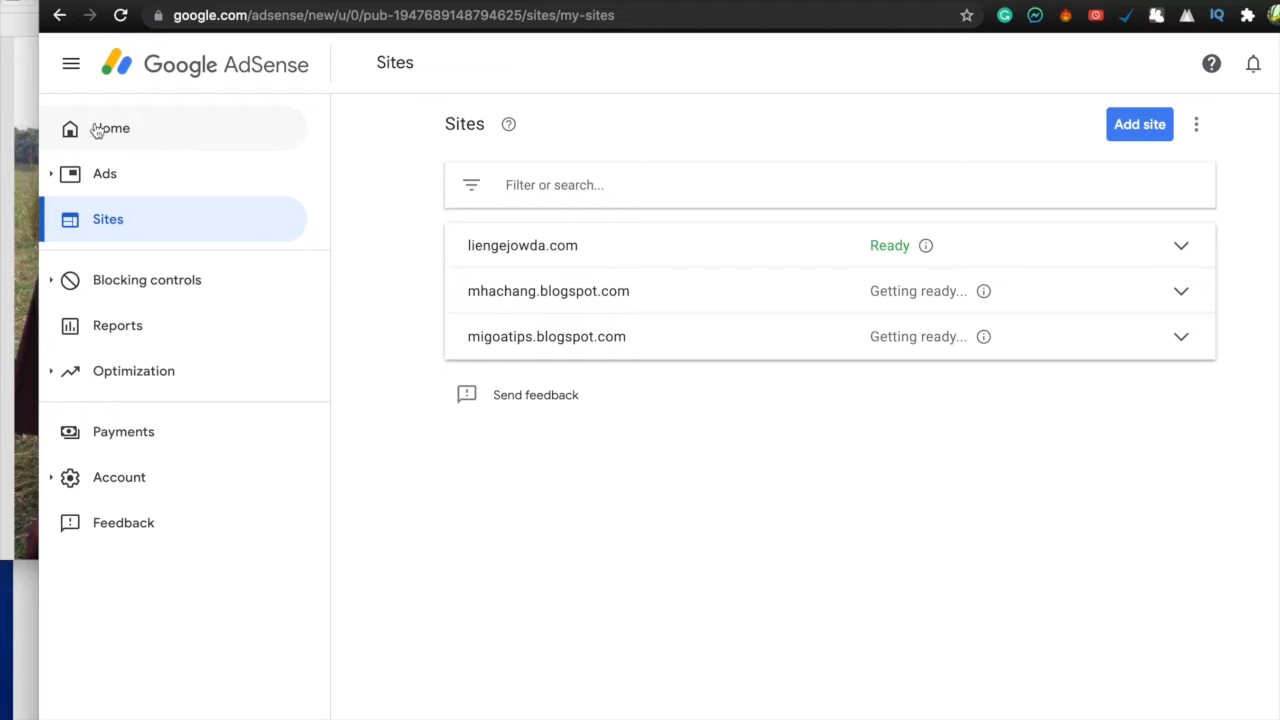 google.com/adsense/new/u/0/pub-1947689148794625/sites/my-sites
IQ
Google AdSense
Sites
Home
Ads
Sites
Blocking controls
Reports
Optimization
Payments
Account
Feedback
Sites
Add site
Filter or search...
liengejowda.com Ready
mhachang.blogspot.com Getting ready...
migoatips.blogspot.com Getting ready...
Send feedback